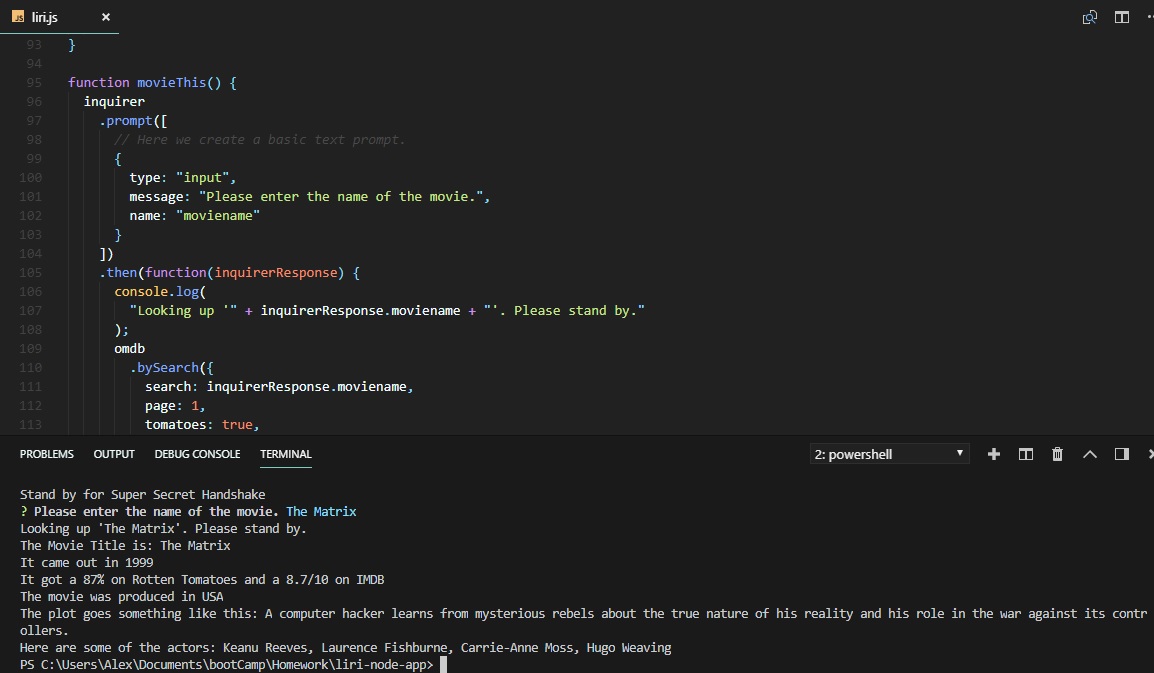 JS liri.js ×
93 }
94
95 function movieThis() {
96 inquirer
97 .prompt([
98 // Here we create a basic text prompt.
99 {
100 type: "input",
101 message: "Please enter the name of the movie.",
102 name: "moviename"
103 }
104 ])
105 .then(function(inquirerResponse) {
106 console.log(
107 "Looking up '" + inquirerResponse.moviename + "'. Please stand by."
108 );
109 omdb
110 .bySearch({
111 search: inquirerResponse.moviename,
112 page: 1,
113 tomatoes: true,
PROBLEMS OUTPUT DEBUG CONSOLE TERMINAL 2: powershell
Stand by for Super Secret Handshake
? Please enter the name of the movie. The Matrix
Looking up 'The Matrix'. Please stand by.
The Movie Title is: The Matrix
It came out in 1999
It got a 87% on Rotten Tomatoes and a 8.7/10 on IMDB
The movie was produced in USA
The plot goes something like this: A computer hacker learns from mysterious rebels about the true nature of his reality and his role in the war against its contr
ollers.
Here are some of the actors: Keanu Reeves, Laurence Fishburne, Carrie-Anne Moss, Hugo Weaving
PS C:\Users\Alex\Documents\bootCamp\Homework\liri-node-app>